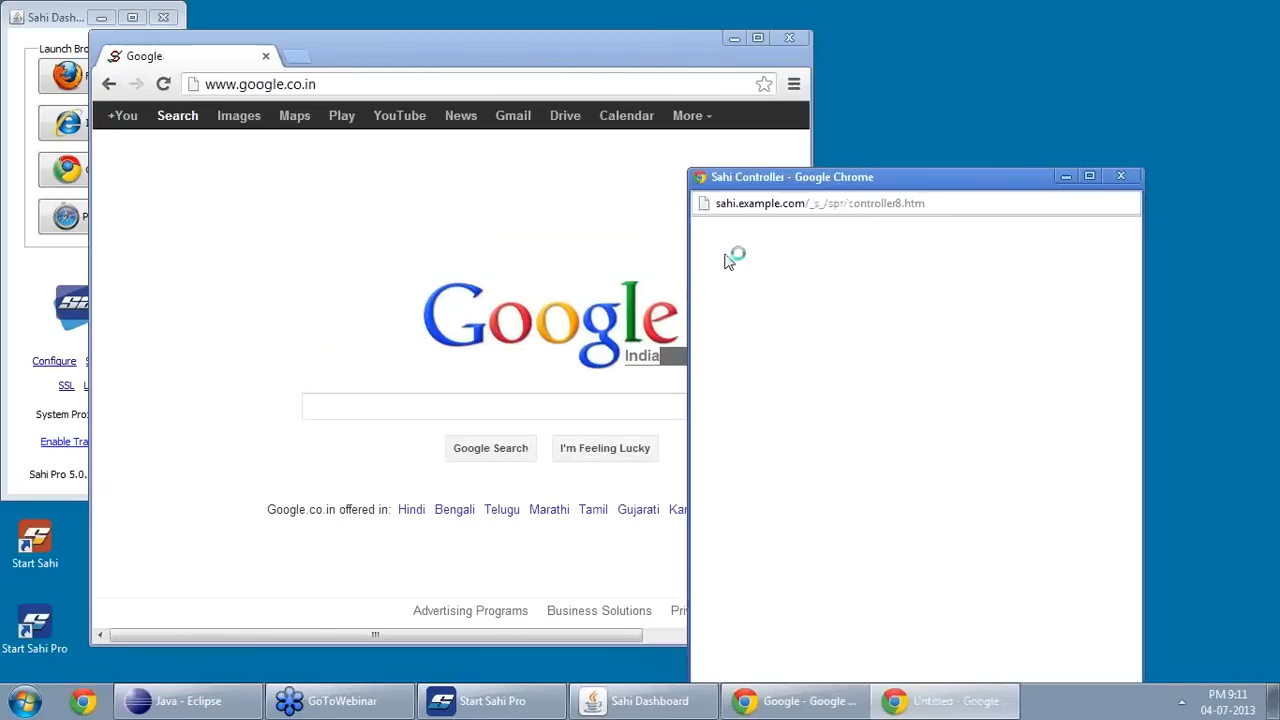 Sahi Dash...
Launch Bro
Configure
SSL
System Pro
Enable Tra
Sahi Pro 5.0.
Start Sahi
Start Sahi Pro
Google
www.google.co.in
+You Search Images Maps Play YouTube News Gmail Drive Calendar More
Google
India
Google Search I'm Feeling Lucky
Google.co.in offered in: Hindi Bengali Telugu Marathi Tamil Gujarati Kan
Advertising Programs Business Solutions Pri
Sahi Controller - Google Chrome
sahi.example.com/_s_/spr/controller8.htm
Java - Eclipse GoToWebinar Start Sahi Pro Sahi Dashboard Google - Google ... Untitled - Google ...
PM 9:11
04-07-2013